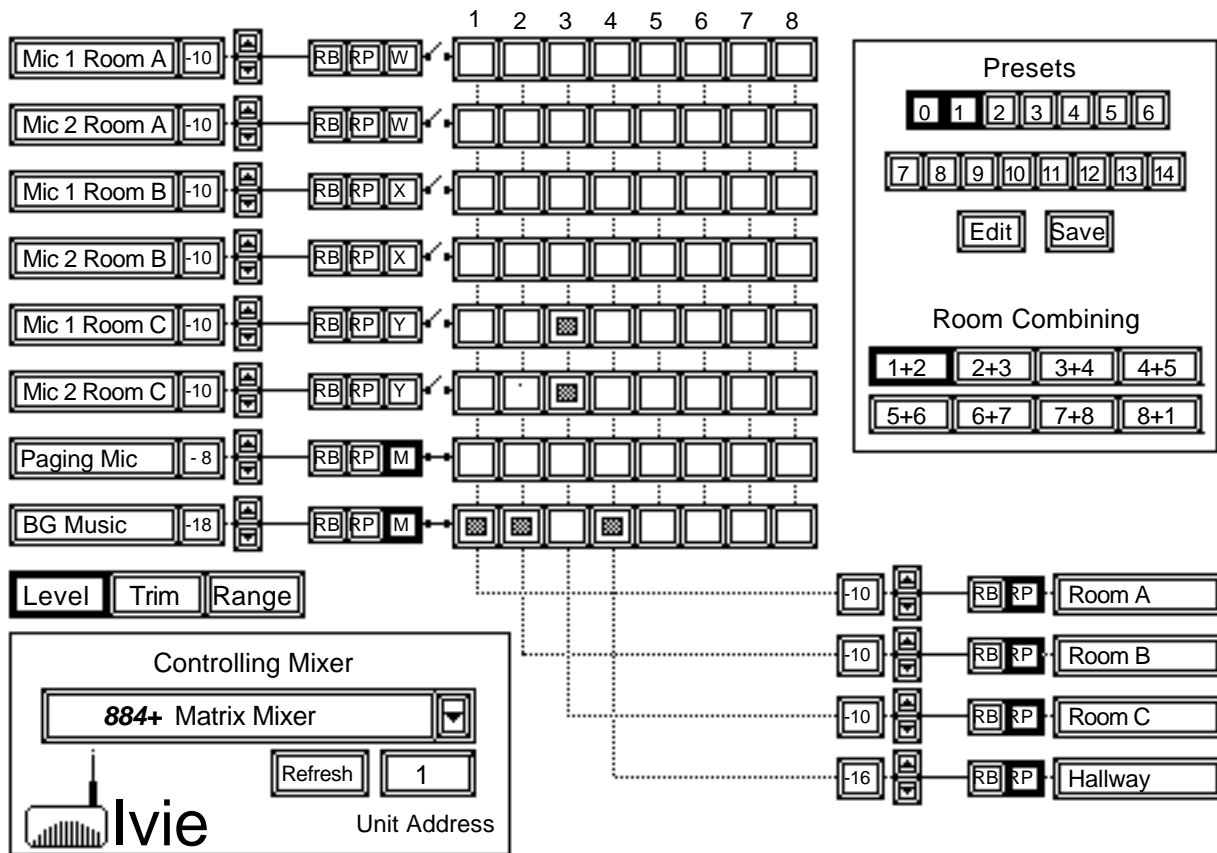 1 2 3 4 5 6 7 8
Mic 1 Room A -10 RB RP W
Mic 2 Room A -10 RB RP W
Mic 1 Room B -10 RB RP X
Mic 2 Room B -10 RB RP X
Mic 1 Room C -10 RB RP Y
Mic 2 Room C -10 RB RP Y
Paging Mic - 8 RB RP M
BG Music -18 RB RP M
Presets
0 1 2 3 4 5 6
7 8 9 10 11 12 13 14
Edit Save
Room Combining
1+2 2+3 3+4 4+5
5+6 6+7 7+8 8+1
Level Trim Range
-10 RB RP Room A
-10 RB RP Room B
-10 RB RP Room C
-16 RB RP Hallway
Controlling Mixer
884+ Matrix Mixer
Refresh 1
Ivie Unit Address